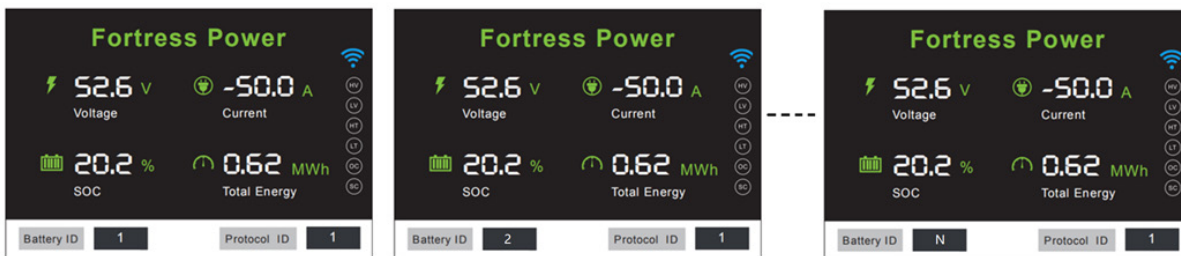 Fortress Power
52.6 V
-50.0 A
Voltage
Current
HV
LV
HT
LT
OC
SC
20.2 %
0.62 MWh
SOC
Total Energy
Battery ID 1
Protocol ID 1
Fortress Power
52.6 V
-50.0 A
Voltage
Current
HV
LV
HT
LT
OC
SC
20.2 %
0.62 MWh
SOC
Total Energy
Battery ID 2
Protocol ID 1
Fortress Power
52.6 V
-50.0 A
Voltage
Current
HV
LV
HT
LT
OC
SC
20.2 %
0.62 MWh
SOC
Total Energy
Battery ID N
Protocol ID 1